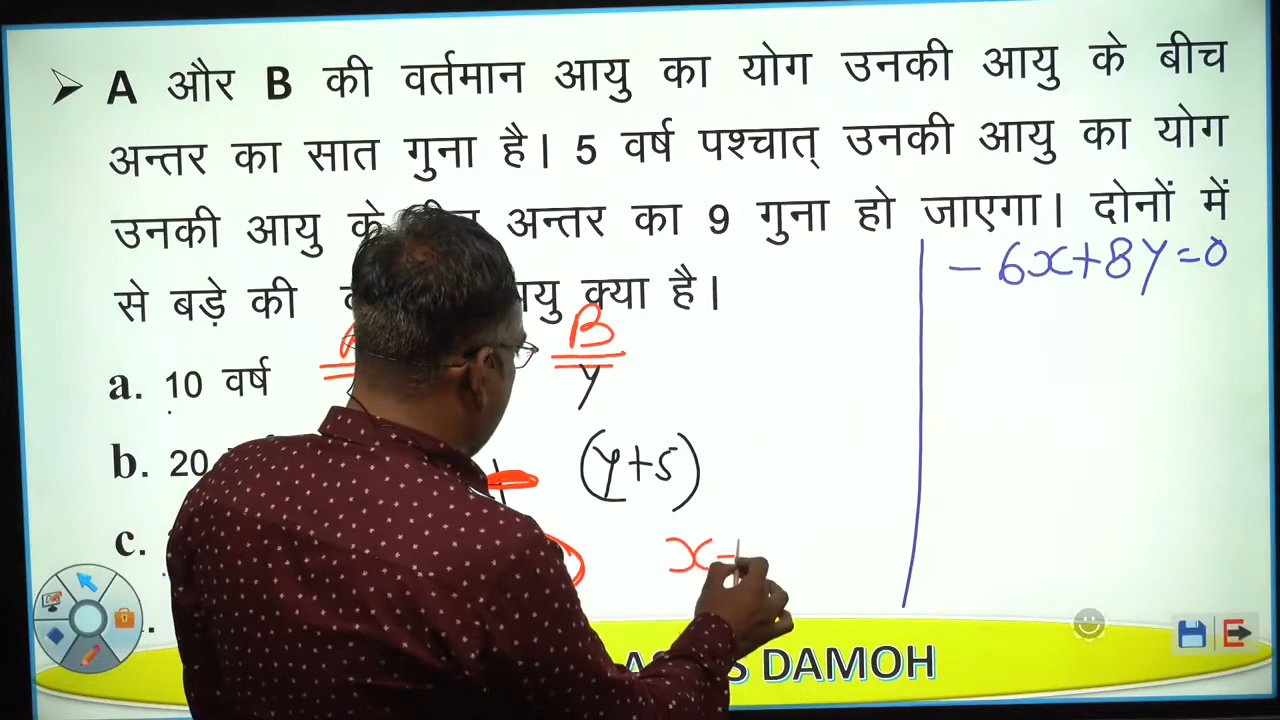 ➢ A और B की वर्तमान आयु का योग उनकी आयु के बीच
अन्तर का सात गुना है। 5 वर्ष पश्चात् उनकी आयु का योग
उनकी आयु के अन्तर का 9 गुना हो जाएगा। दोनों में
से बड़े की क्या है।
- 6x+8y=0
B
a. 10 वर्ष
y
b. 20
(y+5)
c.
x
DAMOH